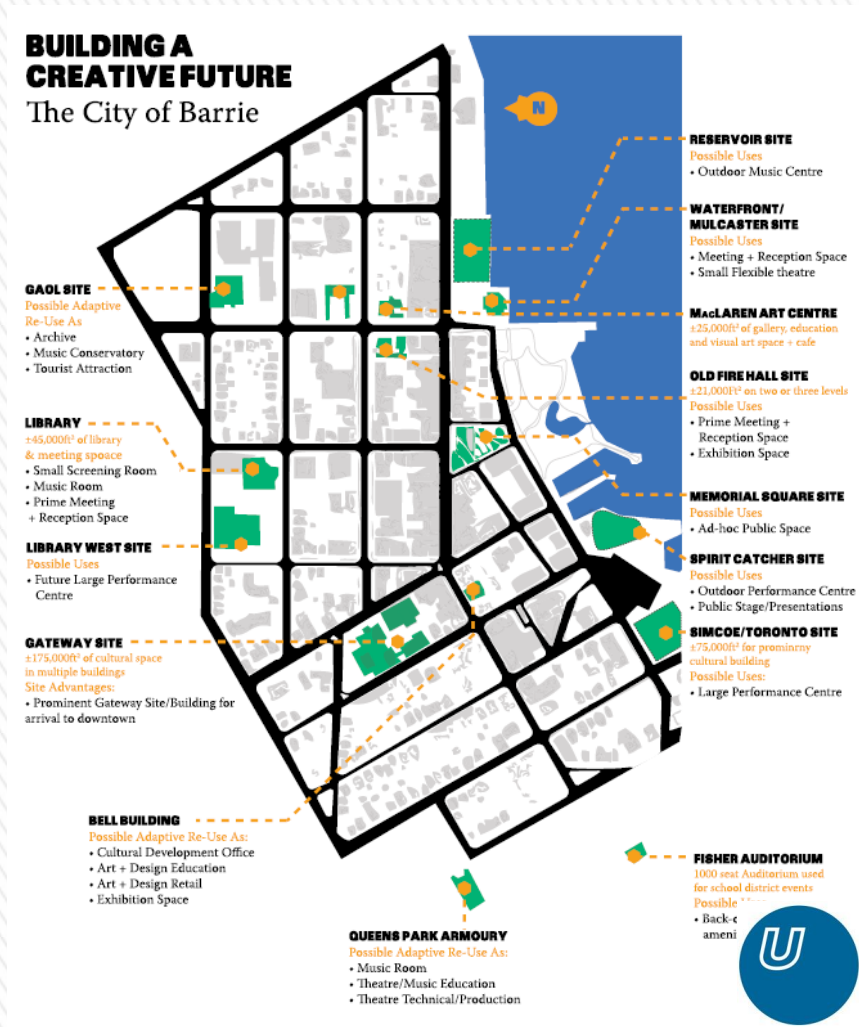 BUILDING A
CREATIVE FUTURE
The City of Barrie
N
RESERVOIR SITE
Possible Uses
• Outdoor Music Centre
WATERFRONT/
MULCASTER SITE
Possible Uses
• Meeting + Reception Space
• Small Flexible theatre
GAOL SITE
Possible Adaptive
Re-Use As
• Archive
• Music Conservatory
• Tourist Attraction
MACLAREN ART CENTRE
±25,000ft² of gallery, education
and visual art space + cafe
OLD FIRE HALL SITE
±21,000Ft² on two or three levels
Possible Uses
• Prime Meeting +
Reception Space
• Exhibition Space
LIBRARY
±45,000ft² of library
& meeting spoace
• Small Screening Room
• Music Room
• Prime Meeting
+ Reception Space
MEMORIAL SQUARE SITE
Possible Uses
• Ad-hoc Public Space
LIBRARY WEST SITE
Possible Uses
• Future Large Performance
Centre
SPIRIT CATCHER SITE
Possible Uses
• Outdoor Performance Centre
• Public Stage/Presentations
GATEWAY SITE
±175,000ft² of cultural space
in multiple buildings
Site Advantages:
• Prominent Gateway Site/Building for
arrival to downtown
SIMCOE/TORONTO SITE
±75,000ft² for prominrny
cultural building
Possible Uses:
• Large Performance Centre
BELL BUILDING
Possible Adaptive Re-Use As:
• Cultural Development Office
• Art + Design Education
• Art + Design Retail
• Exhibition Space
FISHER AUDITORIUM
1000 seat Auditorium used
for school district events
Possible
• Back-
ameni
QUEENS PARK ARMOURY
Possible Adaptive Re-Use As:
• Music Room
• Theatre/Music Education
• Theatre Technical/Production
U